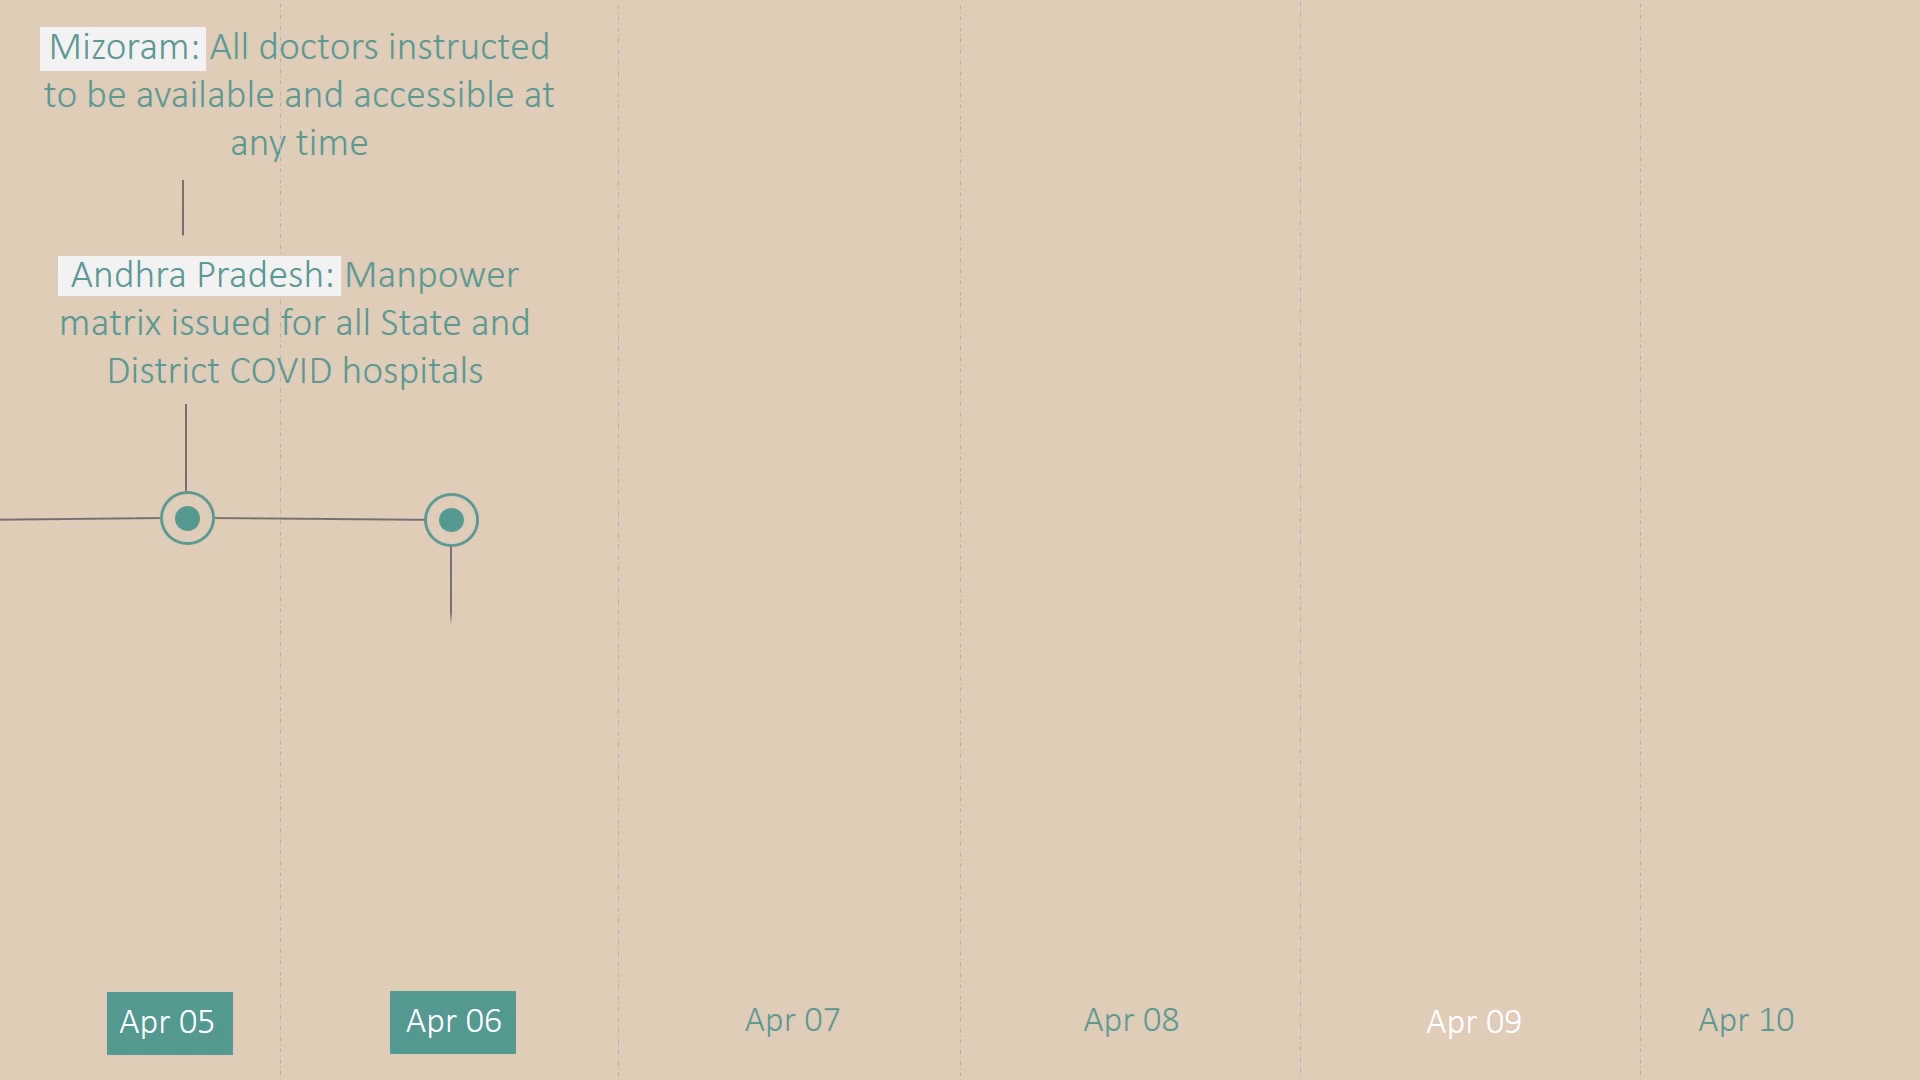 Mizoram: All doctors instructed
to be available and accessible at
any time
Andhra Pradesh: Manpower
matrix issued for all State and
District COVID hospitals
Apr 05
Apr 06
Apr 07
Apr 08
Apr 09
Apr 10